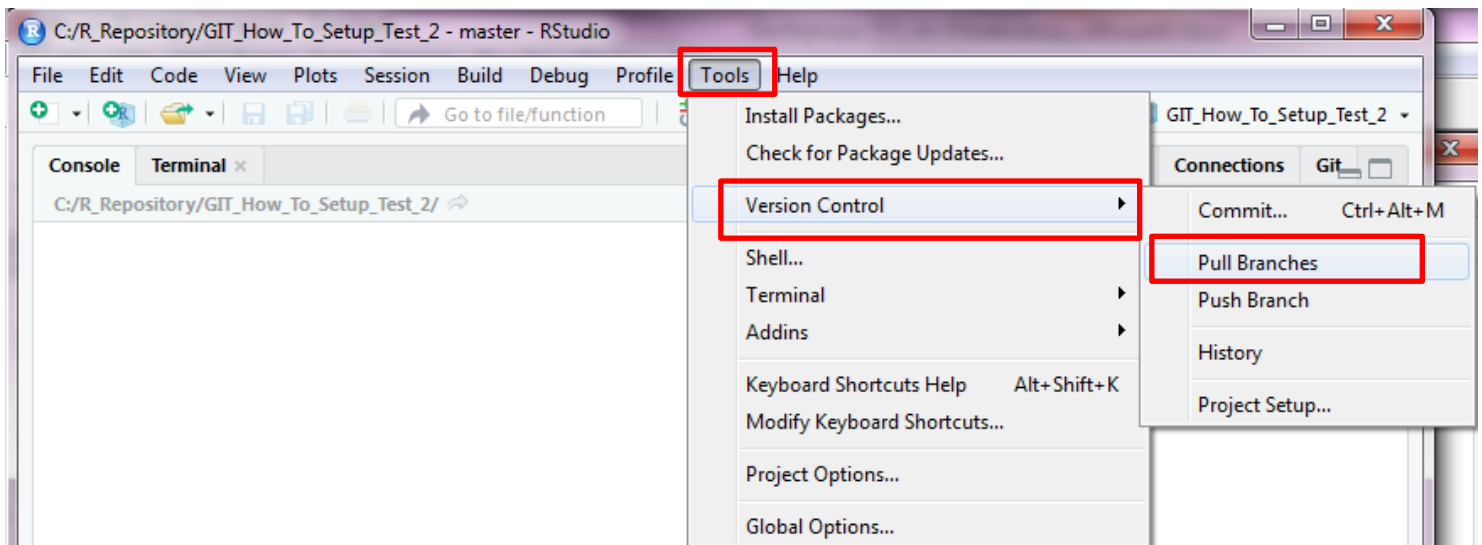 C:/R_Repository/GIT_How_To_Setup_Test_2 - master - RStudio
File Edit Code View Plots Session Build Debug Profile Tools Help
Go to file/function
GIT_How_To_Setup_Test_2
Console Terminal
Connections Git
C:/R_Repository/GIT_How_To_Setup_Test_2/
Install Packages...
Check for Package Updates...
Version Control
Shell...
Terminal
Addins
Keyboard Shortcuts Help Alt+Shift+K
Modify Keyboard Shortcuts...
Project Options...
Global Options...
Commit... Ctrl+Alt+M
Pull Branches
Push Branch
History
Project Setup...